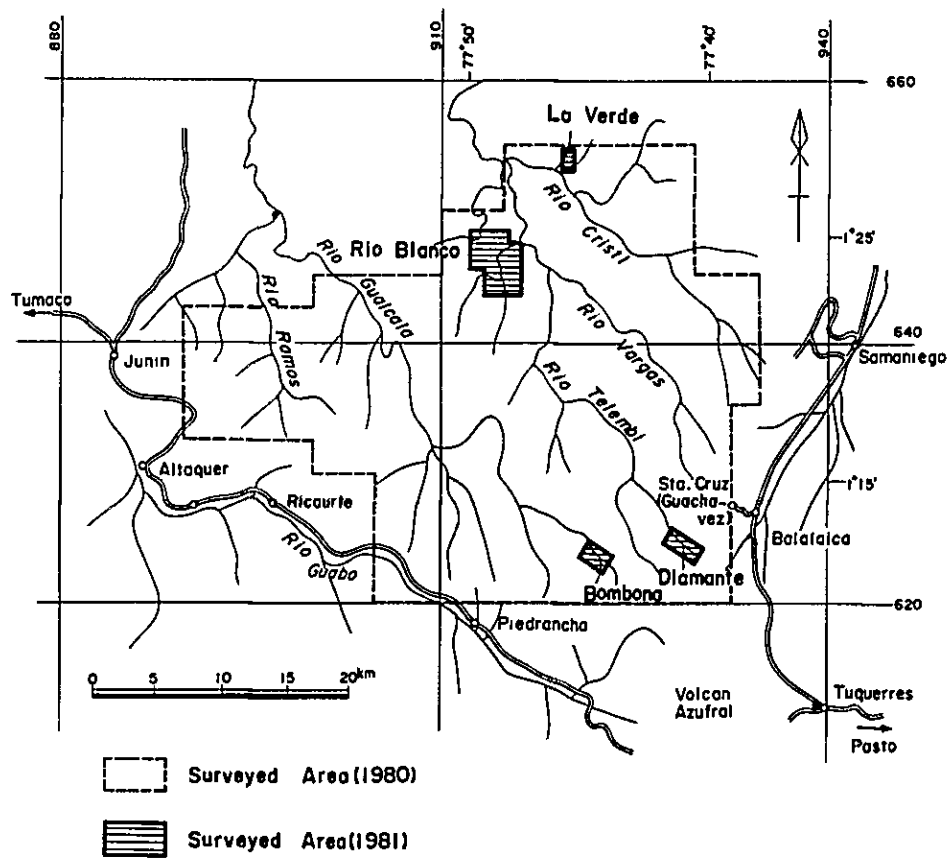 880
910
77°50'
77°40'
940
660
La Verde
Rio Cristl
1°25'
Rio Blanco
Rio Gualcala
Rio Ramos
Tumaco
Junin
640
Samaniego
Rio Vargas
Rio Telembl
Altaquer
Ricaurte
Sta. Cruz
(Guacha-
vez)
1°15'
Balalaica
Rio
Guabo
Diamante
Bombona
620
Piedrancha
0 5 10 15 20km
Volcan
Azufral
Tuquerres
Pasto
Surveyed Area(1980)
Surveyed Area(1981)